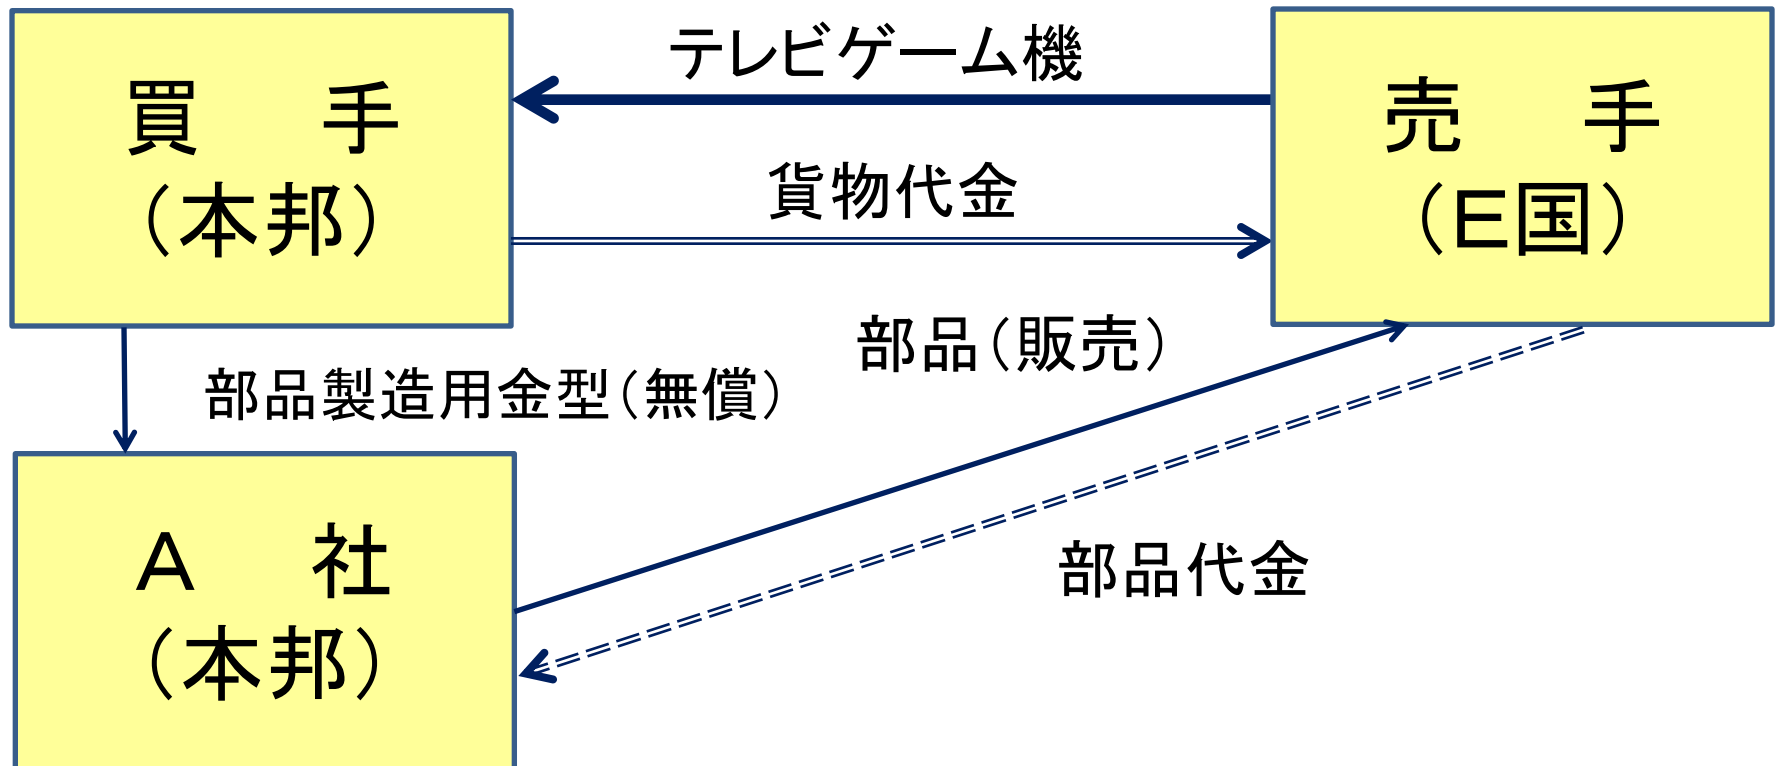 テレビゲーム機
買　手
（本邦）
売　手
（E国）
貨物代金
部品（販売）
部品製造用金型（無償）
A　社
（本邦）
部品代金